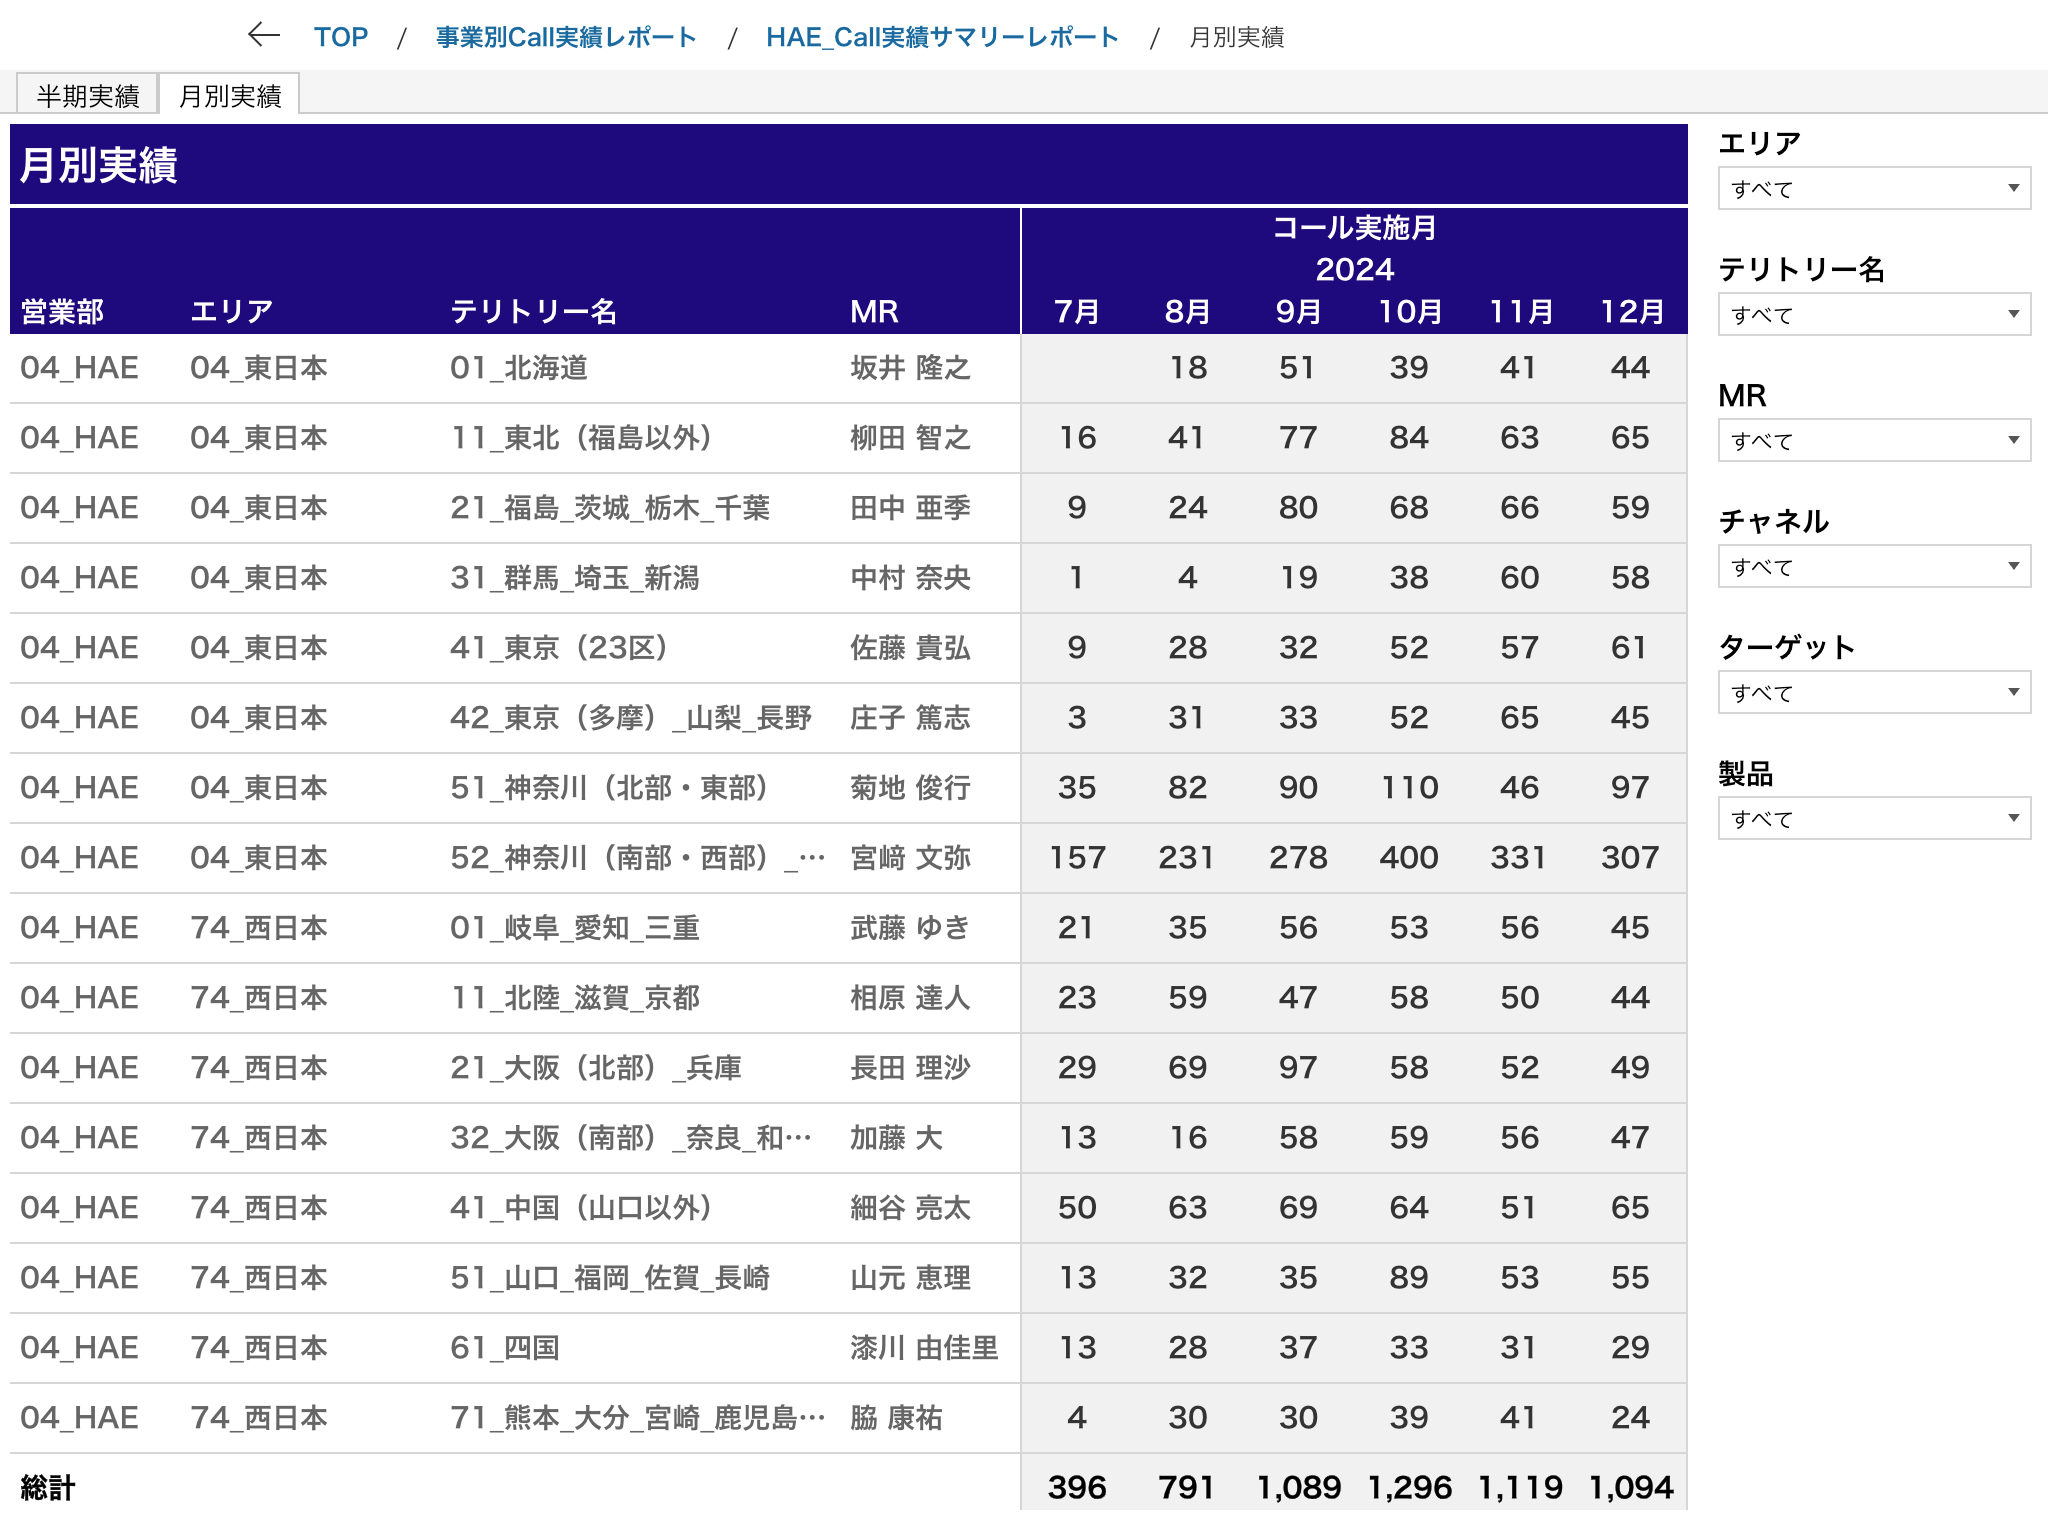 ← TOP / 事業別Call実績レポート / HAE_Call実績サマリーレポート / 月別実績
半期実績 月別実績
月別実績
コール実施月
2024
営業部 エリア テリトリー名 MR 7月 8月 9月 10月 11月 12月
04_HAE 04_東日本 01_北海道 坂井 隆之 18 51 39 41 44
04_HAE 04_東日本 11_東北（福島以外） 柳田 智之 16 41 77 84 63 65
04_HAE 04_東日本 21_福島_茨城_栃木_千葉 田中 亜季 9 24 80 68 66 59
04_HAE 04_東日本 31_群馬_埼玉_新潟 中村 奈央 1 4 19 38 60 58
04_HAE 04_東日本 41_東京（23区） 佐藤 貴弘 9 28 32 52 57 61
04_HAE 04_東日本 42_東京（多摩）_山梨_長野 庄子 篤志 3 31 33 52 65 45
04_HAE 04_東日本 51_神奈川（北部・東部） 菊地 俊行 35 82 90 110 46 97
04_HAE 04_東日本 52_神奈川（南部・西部）_… 宮﨑 文弥 157 231 278 400 331 307
04_HAE 74_西日本 01_岐阜_愛知_三重 武藤 ゆき 21 35 56 53 56 45
04_HAE 74_西日本 11_北陸_滋賀_京都 相原 達人 23 59 47 58 50 44
04_HAE 74_西日本 21_大阪（北部）_兵庫 長田 理沙 29 69 97 58 52 49
04_HAE 74_西日本 32_大阪（南部）_奈良_和… 加藤 大 13 16 58 59 56 47
04_HAE 74_西日本 41_中国（山口以外） 細谷 亮太 50 63 69 64 51 65
04_HAE 74_西日本 51_山口_福岡_佐賀_長崎 山元 恵理 13 32 35 89 53 55
04_HAE 74_西日本 61_四国 漆川 由佳里 13 28 37 33 31 29
04_HAE 74_西日本 71_熊本_大分_宮崎_鹿児島… 脇 康祐 4 30 30 39 41 24
総計 396 791 1,089 1,296 1,119 1,094
エリア
すべて
テリトリー名
すべて
MR
すべて
チャネル
すべて
ターゲット
すべて
製品
すべて